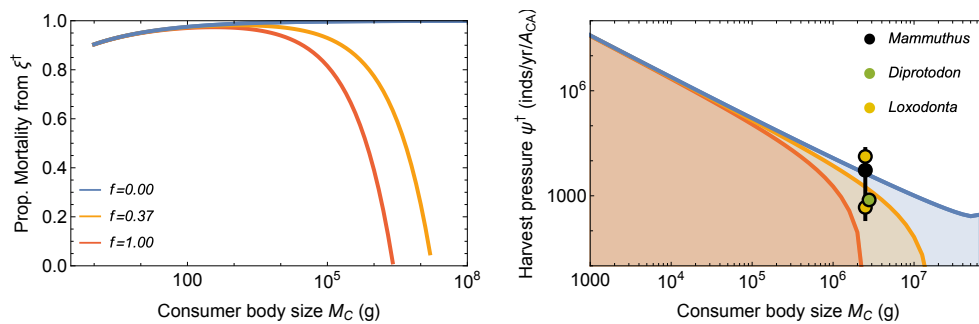 Prop. Mortality from ξ†
1.0
0.8
0.6
0.4
0.2
0.0
f=0.00
f=0.37
f=1.00
100
10⁵
10⁸
Consumer body size M_C (g)
Harvest pressure ψ† (inds/yr/A_CA)
10⁶
1000
Mammuthus
Diprotodon
Loxodonta
1000
10⁴
10⁵
10⁶
10⁷
Consumer body size M_C (g)